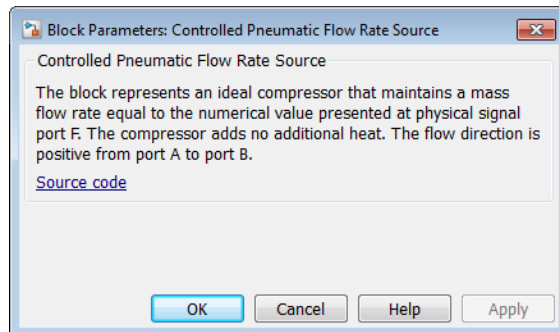 Block Parameters: Controlled Pneumatic Flow Rate Source
Controlled Pneumatic Flow Rate Source
The block represents an ideal compressor that maintains a mass
flow rate equal to the numerical value presented at physical signal
port F. The compressor adds no additional heat. The flow direction is
positive from port A to port B.
Source code
OK Cancel Help Apply